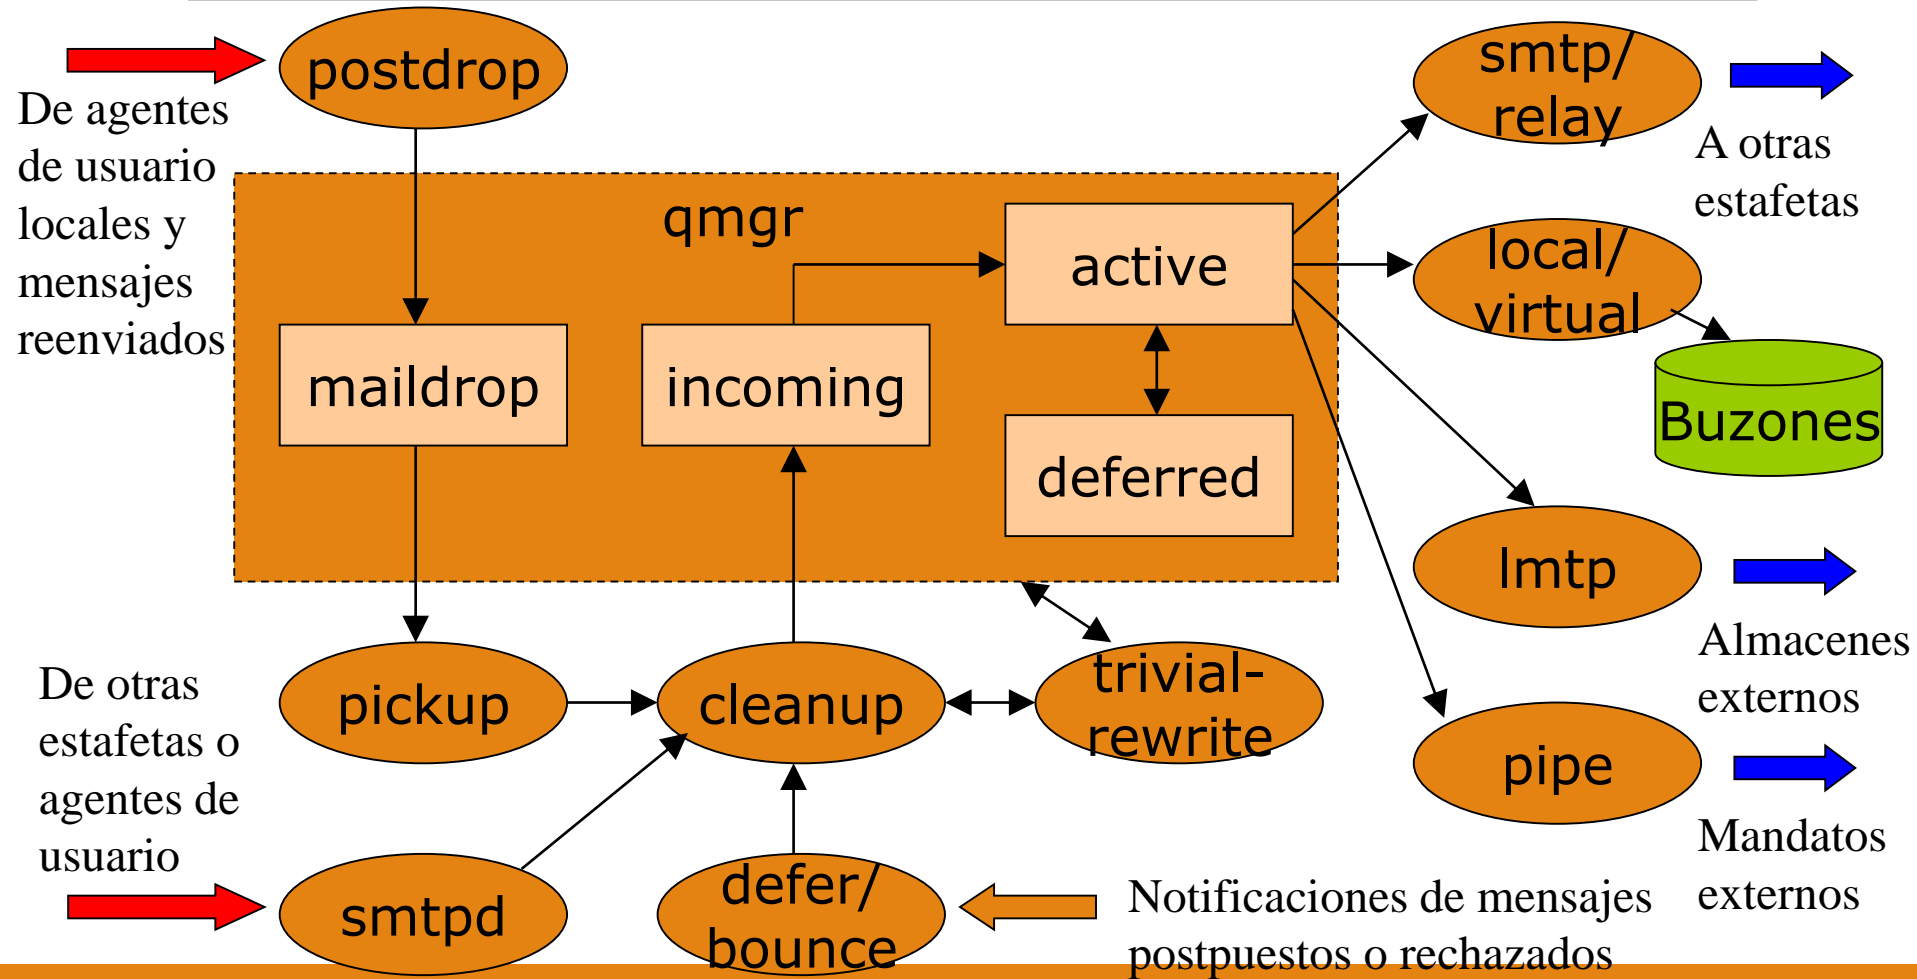 postdrop
De agentes
de usuario
locales y
mensajes
reenviados
smtp/
relay
A otras
estafetas
qmgr
active
local/
virtual
Buzones
maildrop
incoming
deferred
lmtp
Almacenes
externos
De otras
estafetas o
agentes de
usuario
pickup
cleanup
trivial-
rewrite
pipe
Mandatos
externos
smtpd
defer/
bounce
Notificaciones de mensajes
postpuestos o rechazados